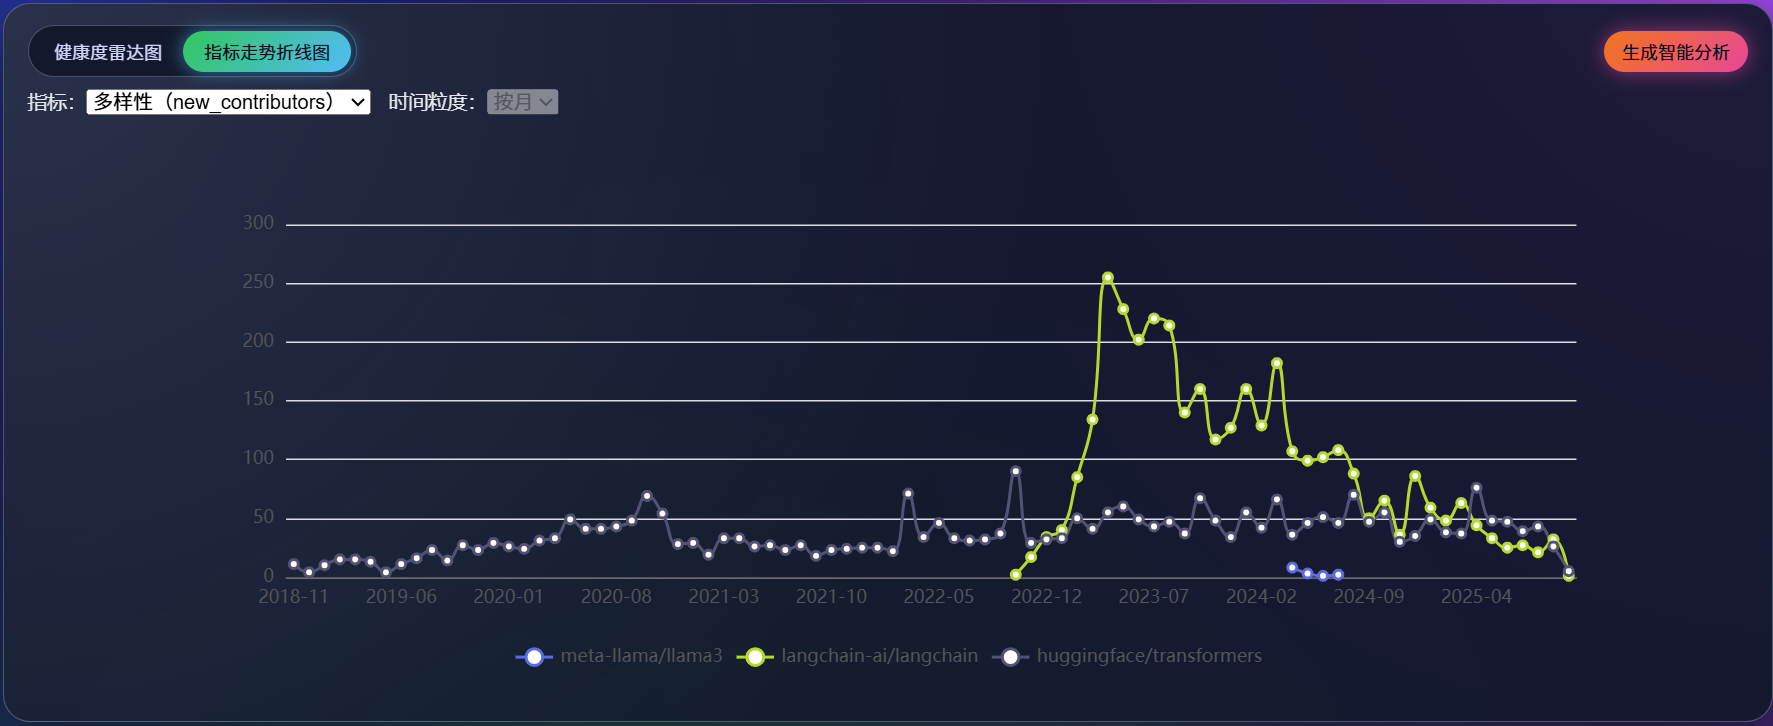 健康度雷达图 指标走势折线图 生成智能分析
指标： 多样性（new_contributors） 时间粒度： 按月
300
250
200
150
100
50
0
2018-11 2019-06 2020-01 2020-08 2021-03 2021-10 2022-05 2022-12 2023-07 2024-02 2024-09 2025-04
meta-llama/llama3 langchain-ai/langchain huggingface/transformers